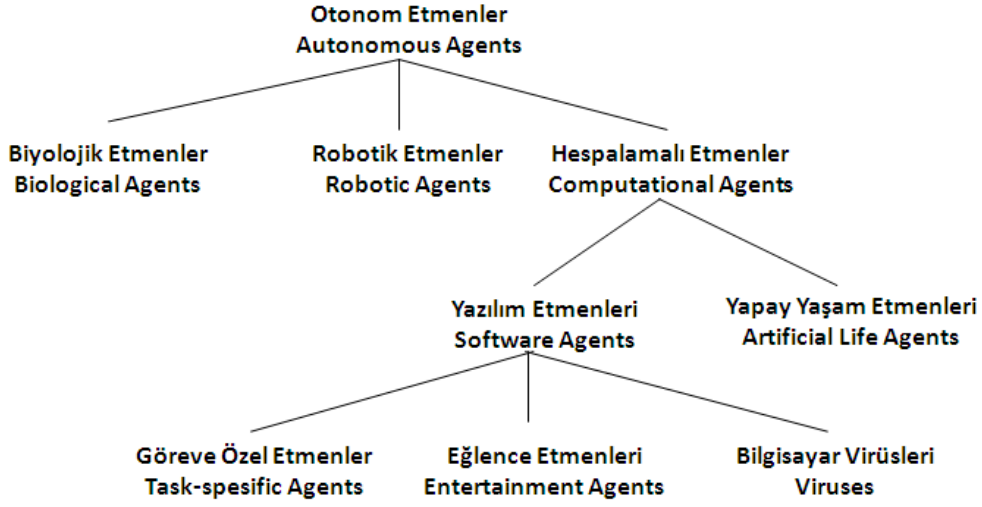 Otonom Etmenler
Autonomous Agents
Biyolojik Etmenler
Biological Agents
Robotik Etmenler
Robotic Agents
Hespalamalı Etmenler
Computational Agents
Yazılım Etmenleri
Software Agents
Yapay Yaşam Etmenleri
Artificial Life Agents
Göreve Özel Etmenler
Task-spesific Agents
Eğlence Etmenleri
Entertainment Agents
Bilgisayar Virüsleri
Viruses